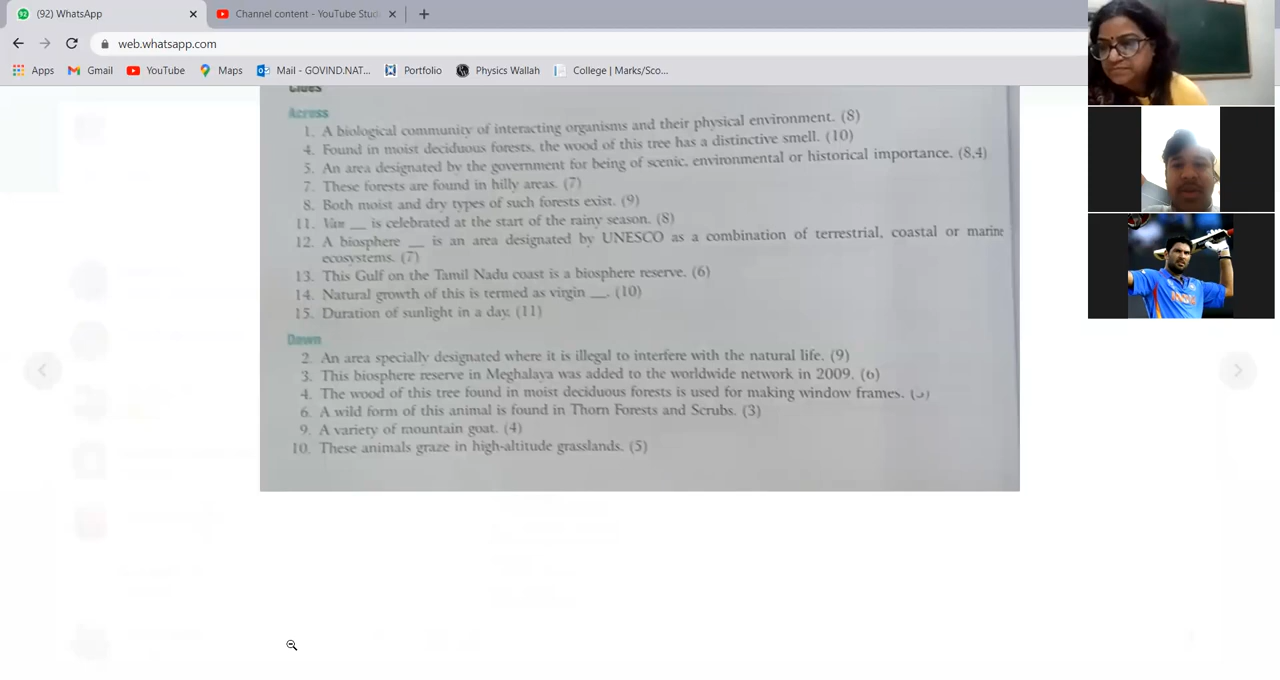 (92) WhatsApp
Channel content - YouTube Stud
web.whatsapp.com
Apps
Gmail
YouTube
Maps
Mail - GOVIND.NAT...
Portfolio
Physics Wallah
College | Marks/Sco...
Clues
Across
1. A biological community of interacting organisms and their physical environment. (8)
4. Found in moist deciduous forests, the wood of this tree has a distinctive smell. (10)
5. An area designated by the government for being of scenic, environmental or historical importance. (8,4)
7. These forests are found in hilly areas. (7)
8. Both moist and dry types of such forests exist. (9)
11. Van __ is celebrated at the start of the rainy season. (8)
12. A biosphere __ is an area designated by UNESCO as a combination of terrestrial, coastal or marine
ecosystems. (7)
13. This Gulf on the Tamil Nadu coast is a biosphere reserve. (6)
14. Natural growth of this is termed as virgin __. (10)
15. Duration of sunlight in a day. (11)
Down
2. An area specially designated where it is illegal to interfere with the natural life. (9)
3. This biosphere reserve in Meghalaya was added to the worldwide network in 2009. (6)
4. The wood of this tree found in moist deciduous forests is used for making window frames.
6. A wild form of this animal is found in Thorn Forests and Scrubs. (3)
9. A variety of mountain goat. (4)
10. These animals graze in high-altitude grasslands. (5)